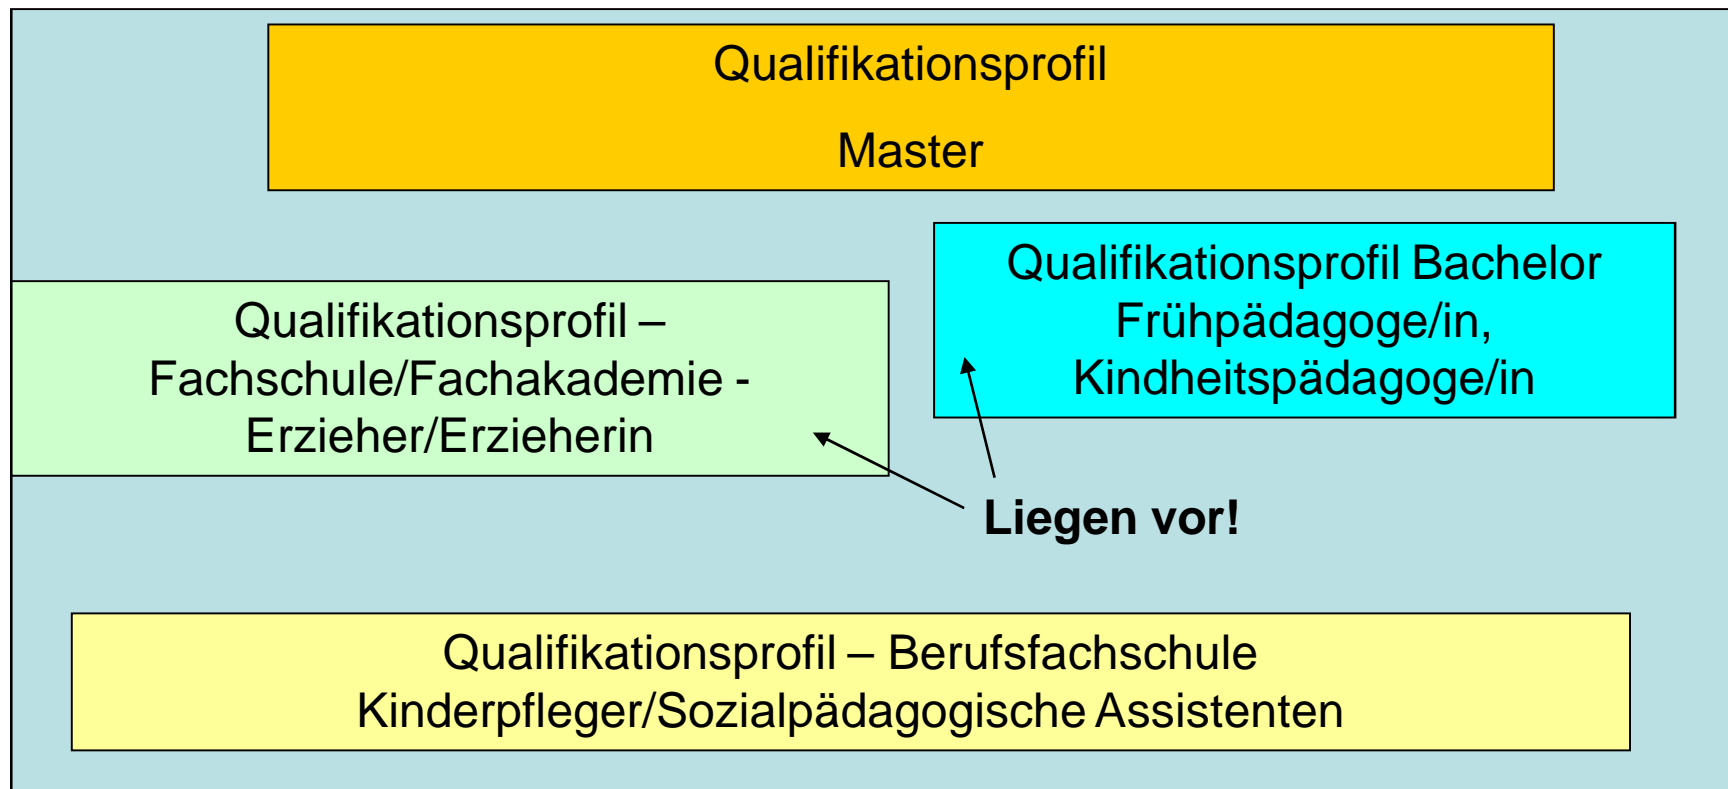 Qualifikationsprofil
Master
Qualifikationsprofil Bachelor
Frühpädagoge/in,
Kindheitspädagoge/in
Qualifikationsprofil –
Fachschule/Fachakademie -
Erzieher/Erzieherin
Liegen vor!
Qualifikationsprofil – Berufsfachschule
Kinderpfleger/Sozialpädagogische Assistenten